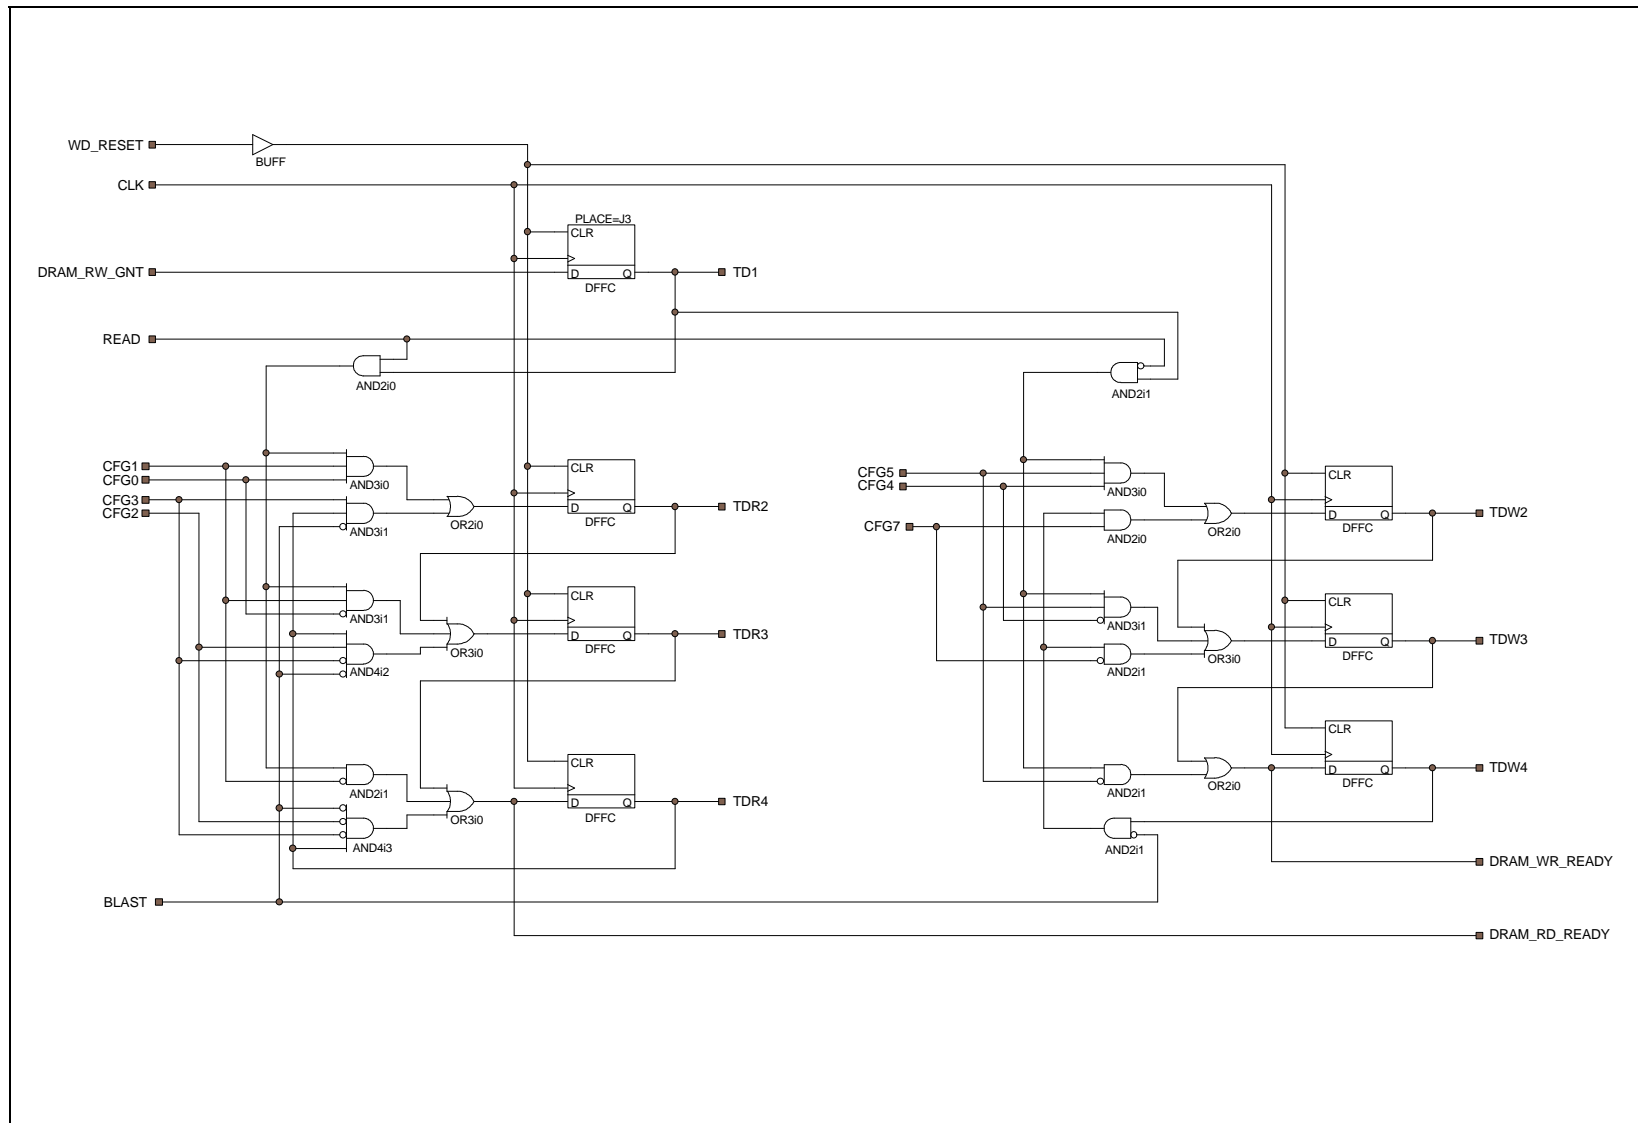 WD_RESET
BUFF
CLK
PLACE=J3
CLR
DRAM_RW_GNT
D Q
TD1
DFFC
READ
AND2i0
AND2i1
CFG1
CFG0
AND3i0
CLR
CFG3
CFG2
AND3i1
OR2i0
D Q
TDR2
DFFC
CFG5
CFG4
AND3i0
CLR
CFG7
AND2i0
OR2i0
D Q
TDW2
DFFC
AND3i1
CLR
AND4i2
OR3i0
D Q
TDR3
DFFC
AND3i1
CLR
AND2i1
OR3i0
D Q
TDW3
DFFC
AND2i1
CLR
AND4i3
OR3i0
D Q
TDR4
DFFC
AND2i1
CLR
OR2i0
D Q
TDW4
DFFC
AND2i1
DRAM_WR_READY
BLAST
DRAM_RD_READY